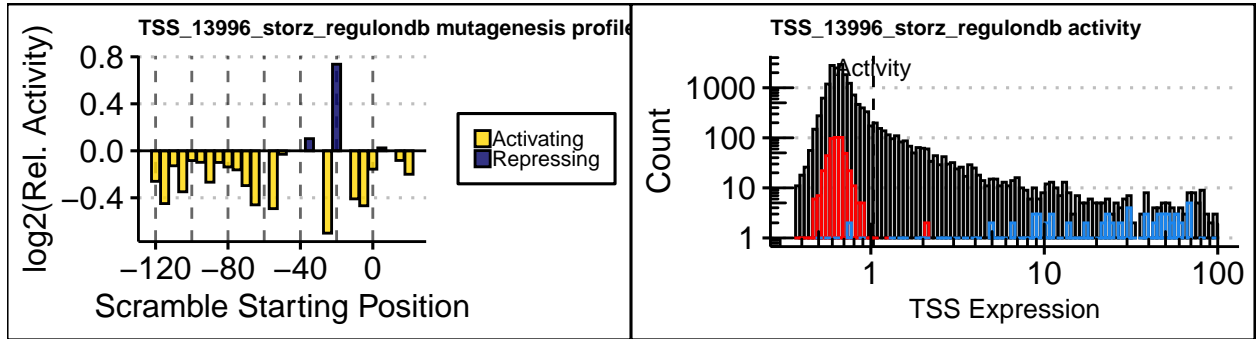 TSS_13996_storz_regulondb mutagenesis profile
log2(Rel. Activity)
0.8
0.4
0.0
−0.4
−120
−80
−40
0
Scramble Starting Position
Activating
Repressing
TSS_13996_storz_regulondb activity
Activity
Count
1000
100
10
1
1
10
100
TSS Expression